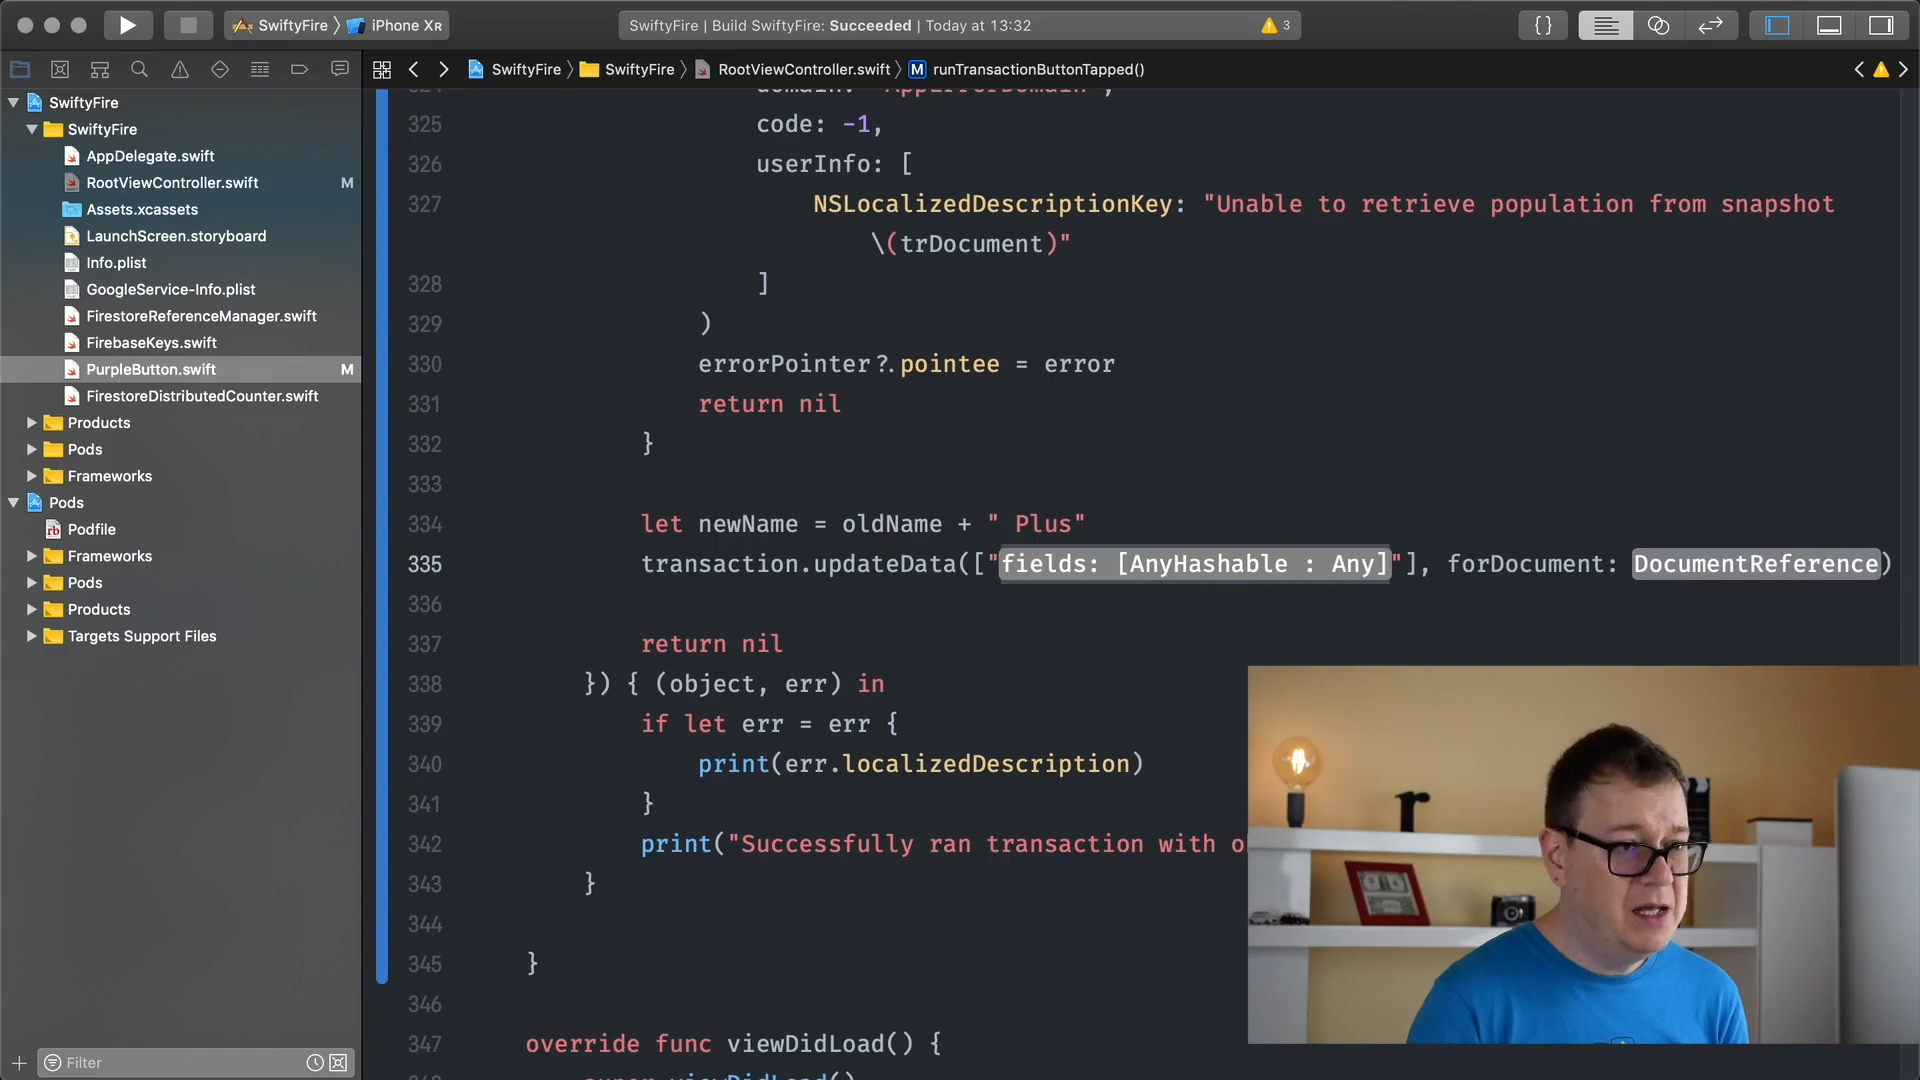 SwiftyFire
iPhone XR
SwiftyFire | Build SwiftyFire: Succeeded | Today at 13:32
3
SwiftyFire
SwiftyFire
RootViewController.swift
M runTransactionButtonTapped()
SwiftyFire
SwiftyFire
AppDelegate.swift
RootViewController.swift M
Assets.xcassets
LaunchScreen.storyboard
Info.plist
GoogleService-Info.plist
FirestoreReferenceManager.swift
FirebaseKeys.swift
PurpleButton.swift M
FirestoreDistributedCounter.swift
Products
Pods
Frameworks
Pods
rb Podfile
Frameworks
Pods
Products
Targets Support Files
Filter
325 code: -1,
326 userInfo: [
327 NSLocalizedDescriptionKey: "Unable to retrieve population from snapshot
\(trDocument)"
328 ]
329 )
330 errorPointer?.pointee = error
331 return nil
332 }
333
334 let newName = oldName + " Plus"
335 transaction.updateData(["fields: [AnyHashable : Any]"], forDocument: DocumentReference)
336
337 return nil
338 }) { (object, err) in
339 if let err = err {
340 print(err.localizedDescription)
341 }
342 print("Successfully ran transaction with
343 }
344
345 }
346
347 override func viewDidLoad() {
super.viewDidLoad()